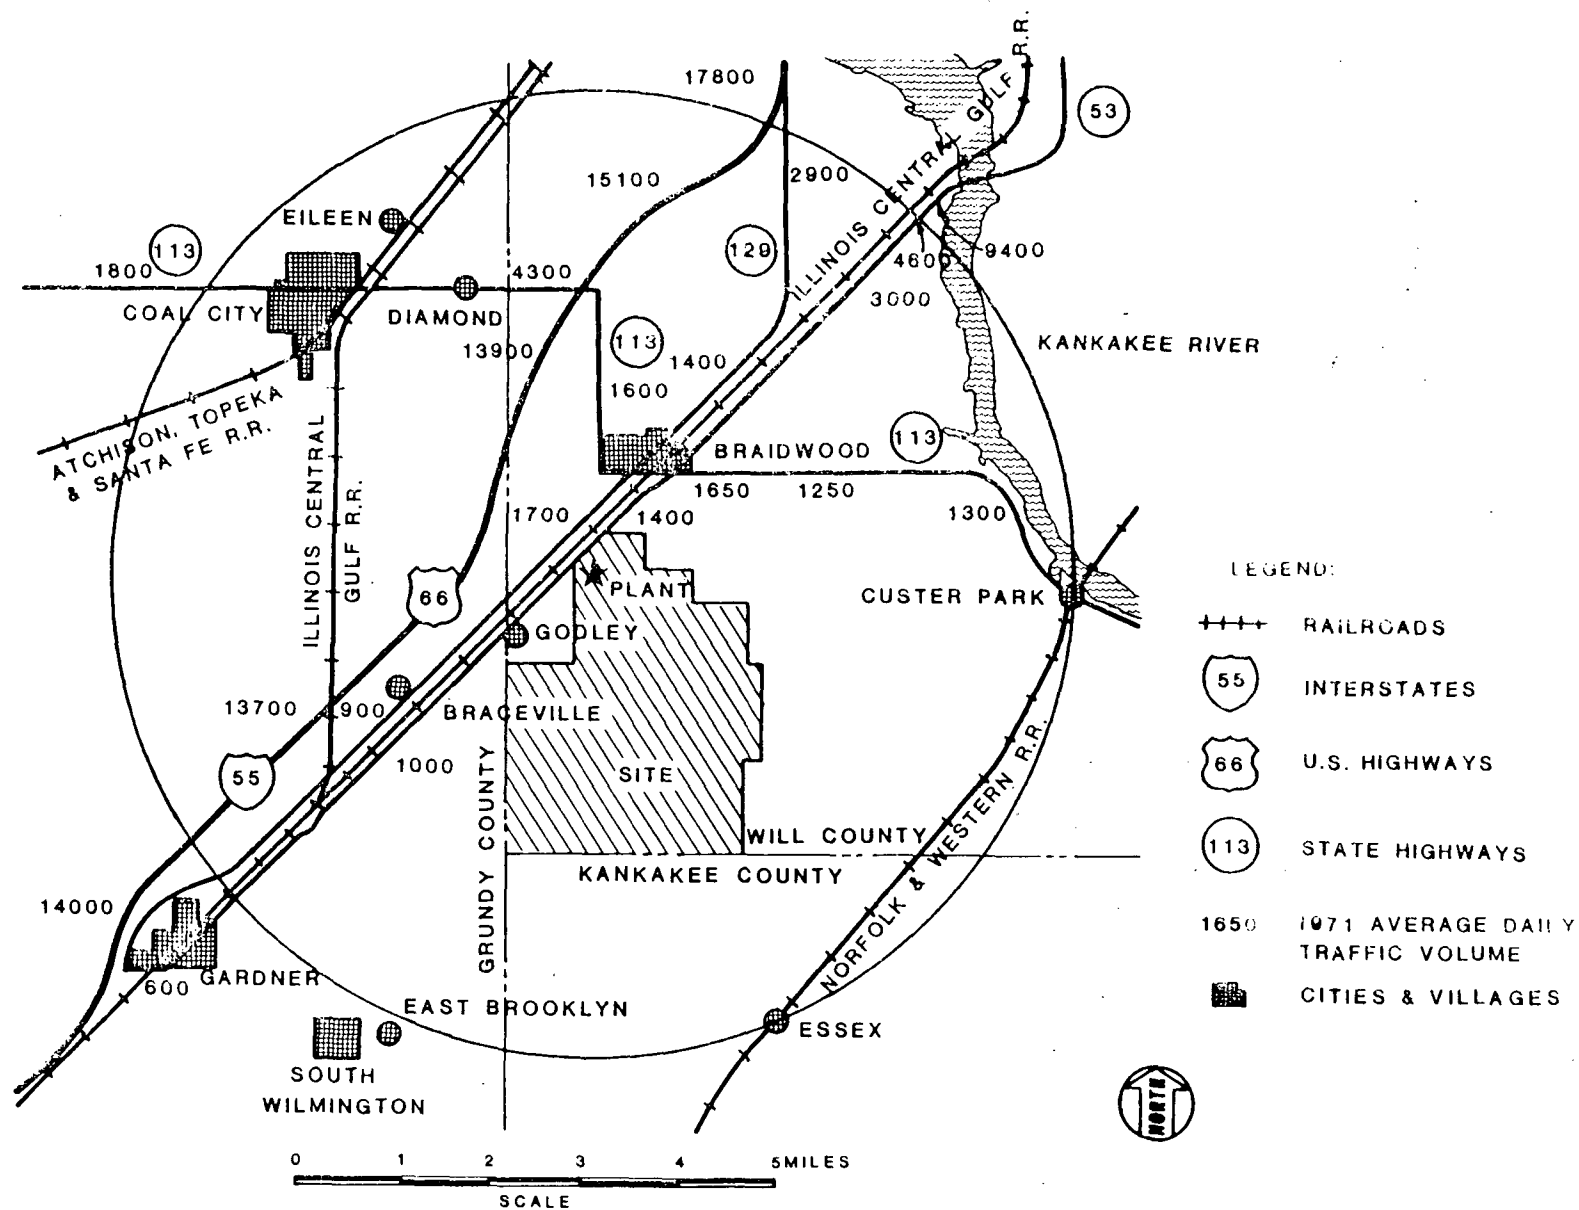 R.R.
17800
ILLINOIS CENTRAL GULF
53
15100
2900
EILEEN
113
1800
4300
129
9400
4600
3000
COAL CITY
DIAMOND
113
KANKAKEE RIVER
13900
1400
1600
ATCHISON, TOPEKA
& SANTA FE R.R.
113
BRAIDWOOD
1650
1250
ILLINOIS CENTRAL
GULF R.R.
1700
1400
1300
LEGEND:
66
PLANT
CUSTER PARK
GODLEY
RAILROADS
55
INTERSTATES
13700
900
BRACEVILLE
66
U.S. HIGHWAYS
55
1000
SITE
NORFOLK & WESTERN R.R.
GRUNDY COUNTY
WILL COUNTY
113
STATE HIGHWAYS
KANKAKEE COUNTY
14000
1650
1971 AVERAGE DAILY
TRAFFIC VOLUME
GARDNER
600
CITIES & VILLAGES
EAST BROOKLYN
ESSEX
SOUTH
WILMINGTON
NORTH
0 1 2 3 4 5 MILES
SCALE